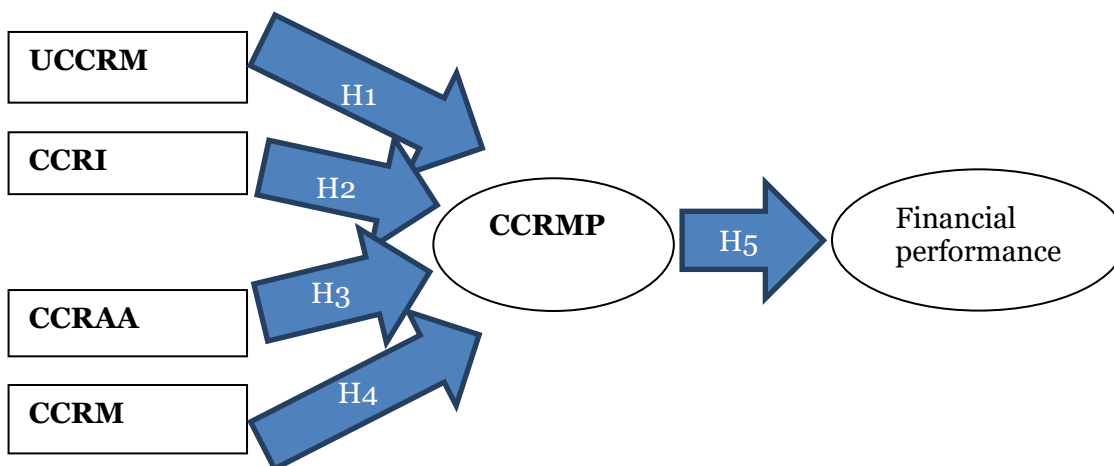 UCCRM
H1
CCRI
H2
CCRMP
H5
Financial
performance
CCRAA
H3
CCRM
H4